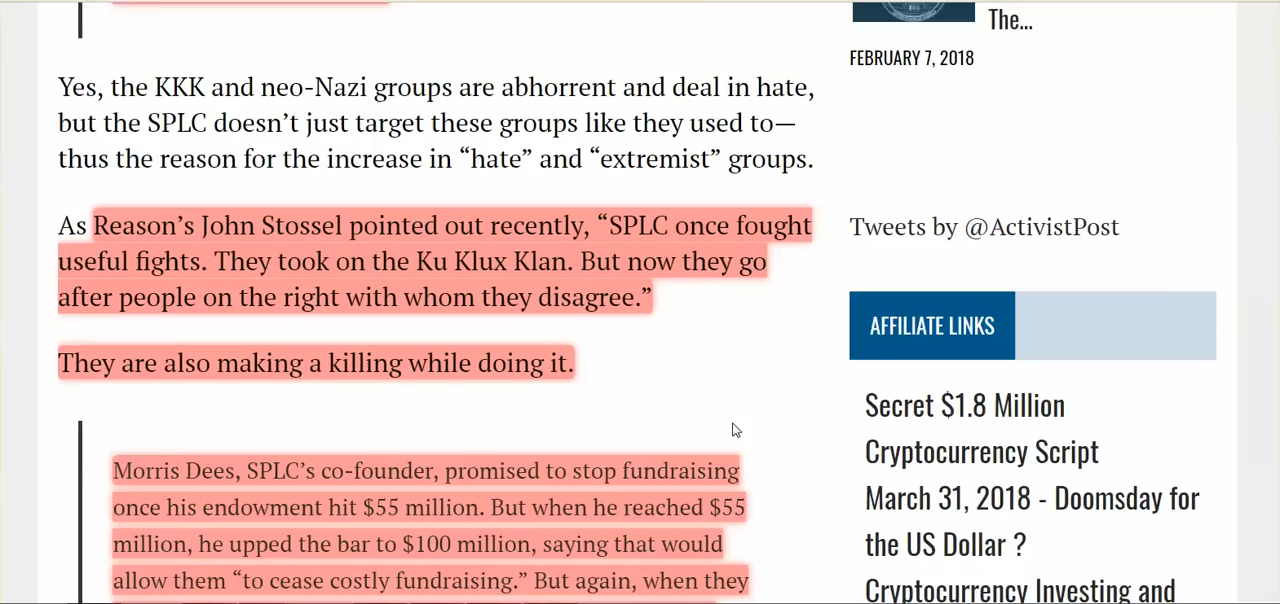 The...
FEBRUARY 7, 2018
Yes, the KKK and neo-Nazi groups are abhorrent and deal in hate,
but the SPLC doesn’t just target these groups like they used to—
thus the reason for the increase in “hate” and “extremist” groups.
As Reason’s John Stossel pointed out recently, “SPLC once fought
useful fights. They took on the Ku Klux Klan. But now they go
after people on the right with whom they disagree.”
They are also making a killing while doing it.
Morris Dees, SPLC’s co-founder, promised to stop fundraising
once his endowment hit $55 million. But when he reached $55
million, he upped the bar to $100 million, saying that would
allow them “to cease costly fundraising.” But again, when they
Tweets by @ActivistPost
AFFILIATE LINKS
Secret $1.8 Million
Cryptocurrency Script
March 31, 2018 - Doomsday for
the US Dollar ?
Cryptocurrency Investing and